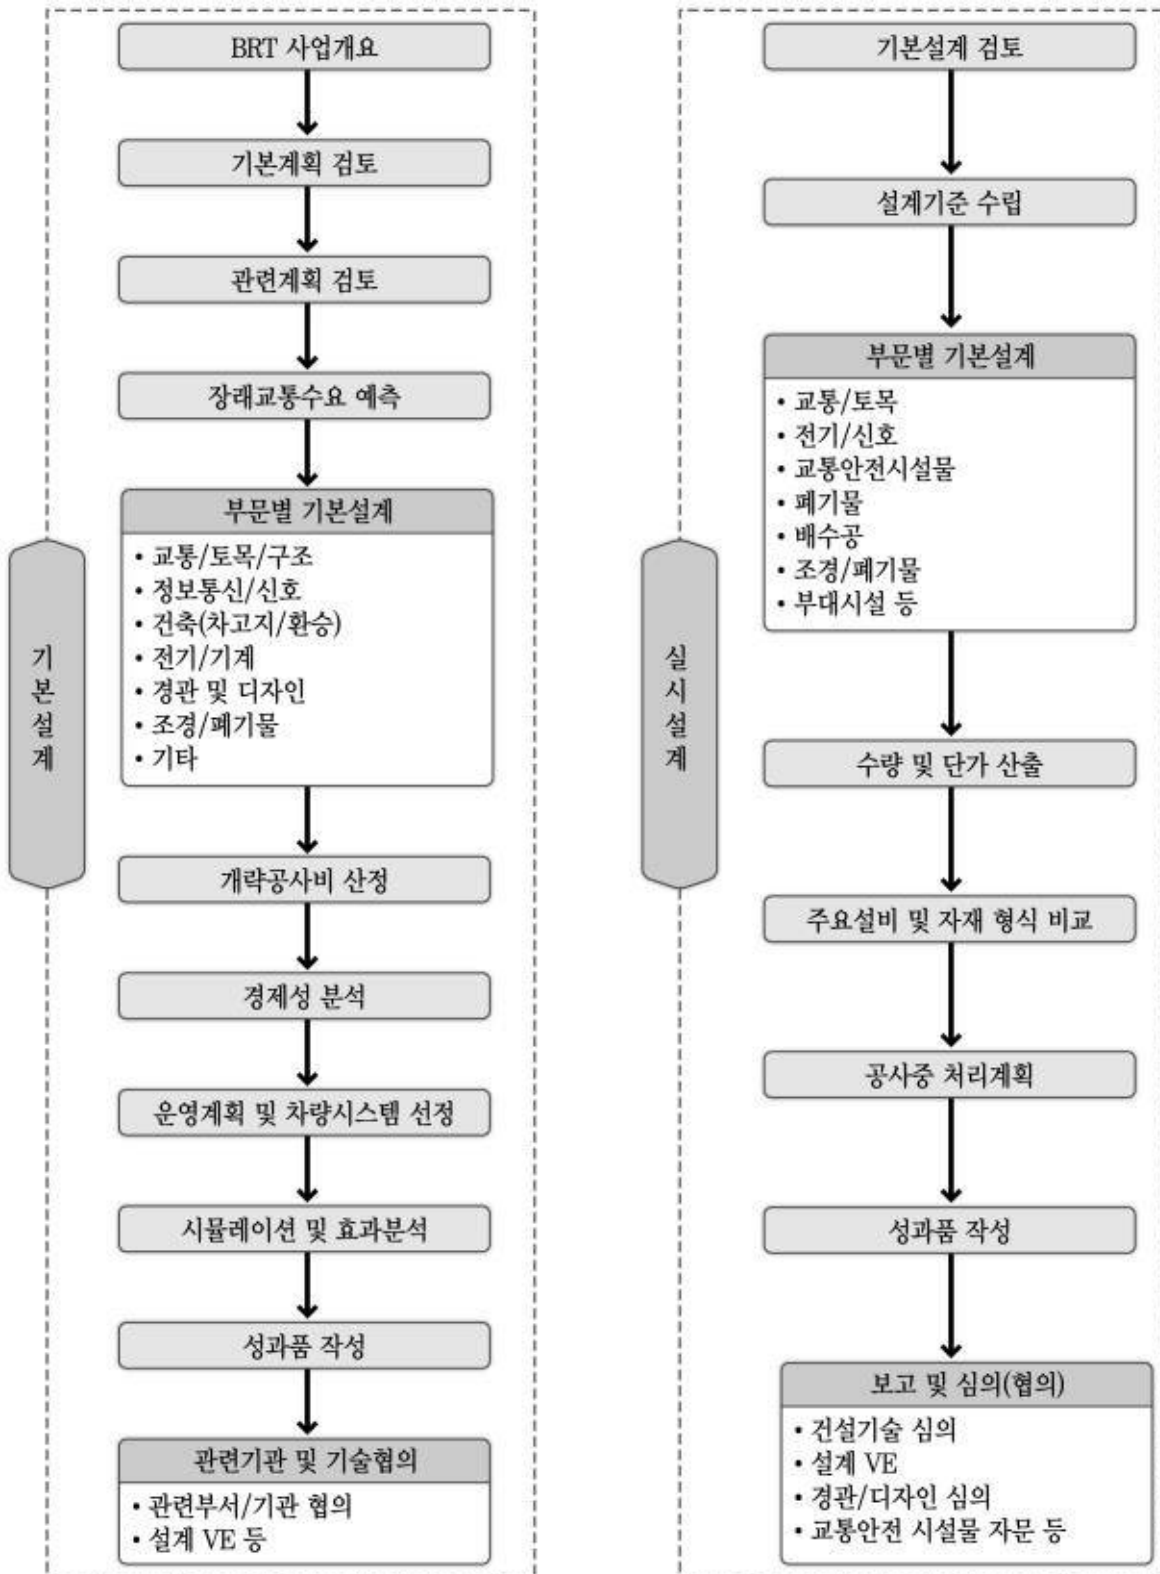 BRT 사업개요
기본계획 검토
관련계획 검토
장래교통수요 예측
부문별 기본설계
• 교통/토목/구조
• 정보통신/신호
• 건축(차고지/환승)
• 전기/기계
• 경관 및 디자인
• 조경/폐기물
• 기타
기본설계
개략공사비 산정
경제성 분석
운영계획 및 차량시스템 선정
시뮬레이션 및 효과분석
성과품 작성
관련기관 및 기술협의
• 관련부서/기관 협의
• 설계 VE 등
기본설계 검토
설계기준 수립
부문별 기본설계
• 교통/토목
• 전기/신호
• 교통안전시설물
• 폐기물
• 배수공
• 조경/폐기물
• 부대시설 등
실시설계
수량 및 단가 산출
주요설비 및 자재 형식 비교
공사중 처리계획
성과품 작성
보고 및 심의(협의)
• 건설기술 심의
• 설계 VE
• 경관/디자인 심의
• 교통안전 시설물 자문 등